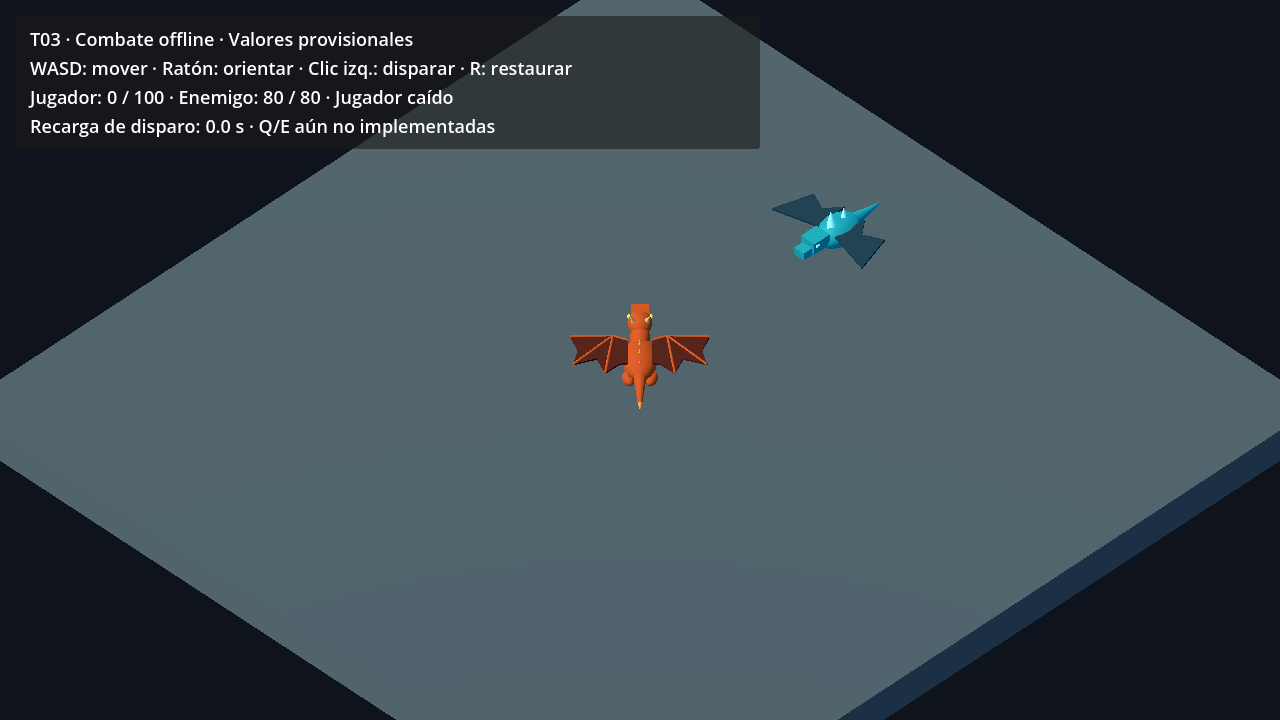 T03 · Combate offline · Valores provisionales
WASD: mover · Ratón: orientar · Clic izq.: disparar · R: restaurar
Jugador: 0 / 100 · Enemigo: 80 / 80 · Jugador caído
Recarga de disparo: 0.0 s · Q/E aún no implementadas